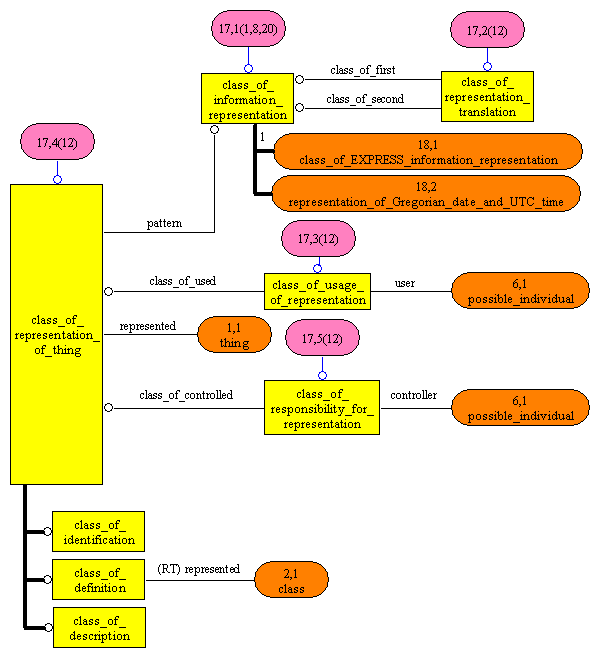 17,1(1,8,20)
17,2(12)
class_of_
information_
representation
class_of_first
class_of_second
class_of_
representation_
translation
1
18,1
class_of_EXPRESS_information_representation
18,2
representation_of_Gregorian_date_and_UTC_time
17,4(12)
pattern
17,3(12)
class_of_used
class_of_usage_
of_representation
user
6,1
possible_individual
class_of_
representation_
of_thing
represented
1,1
thing
17,5(12)
class_of_controlled
class_of_
responsibility_for_
representation
controller
6,1
possible_individual
class_of_
identification
class_of_
definition
(RT) represented
2,1
class
class_of_
description